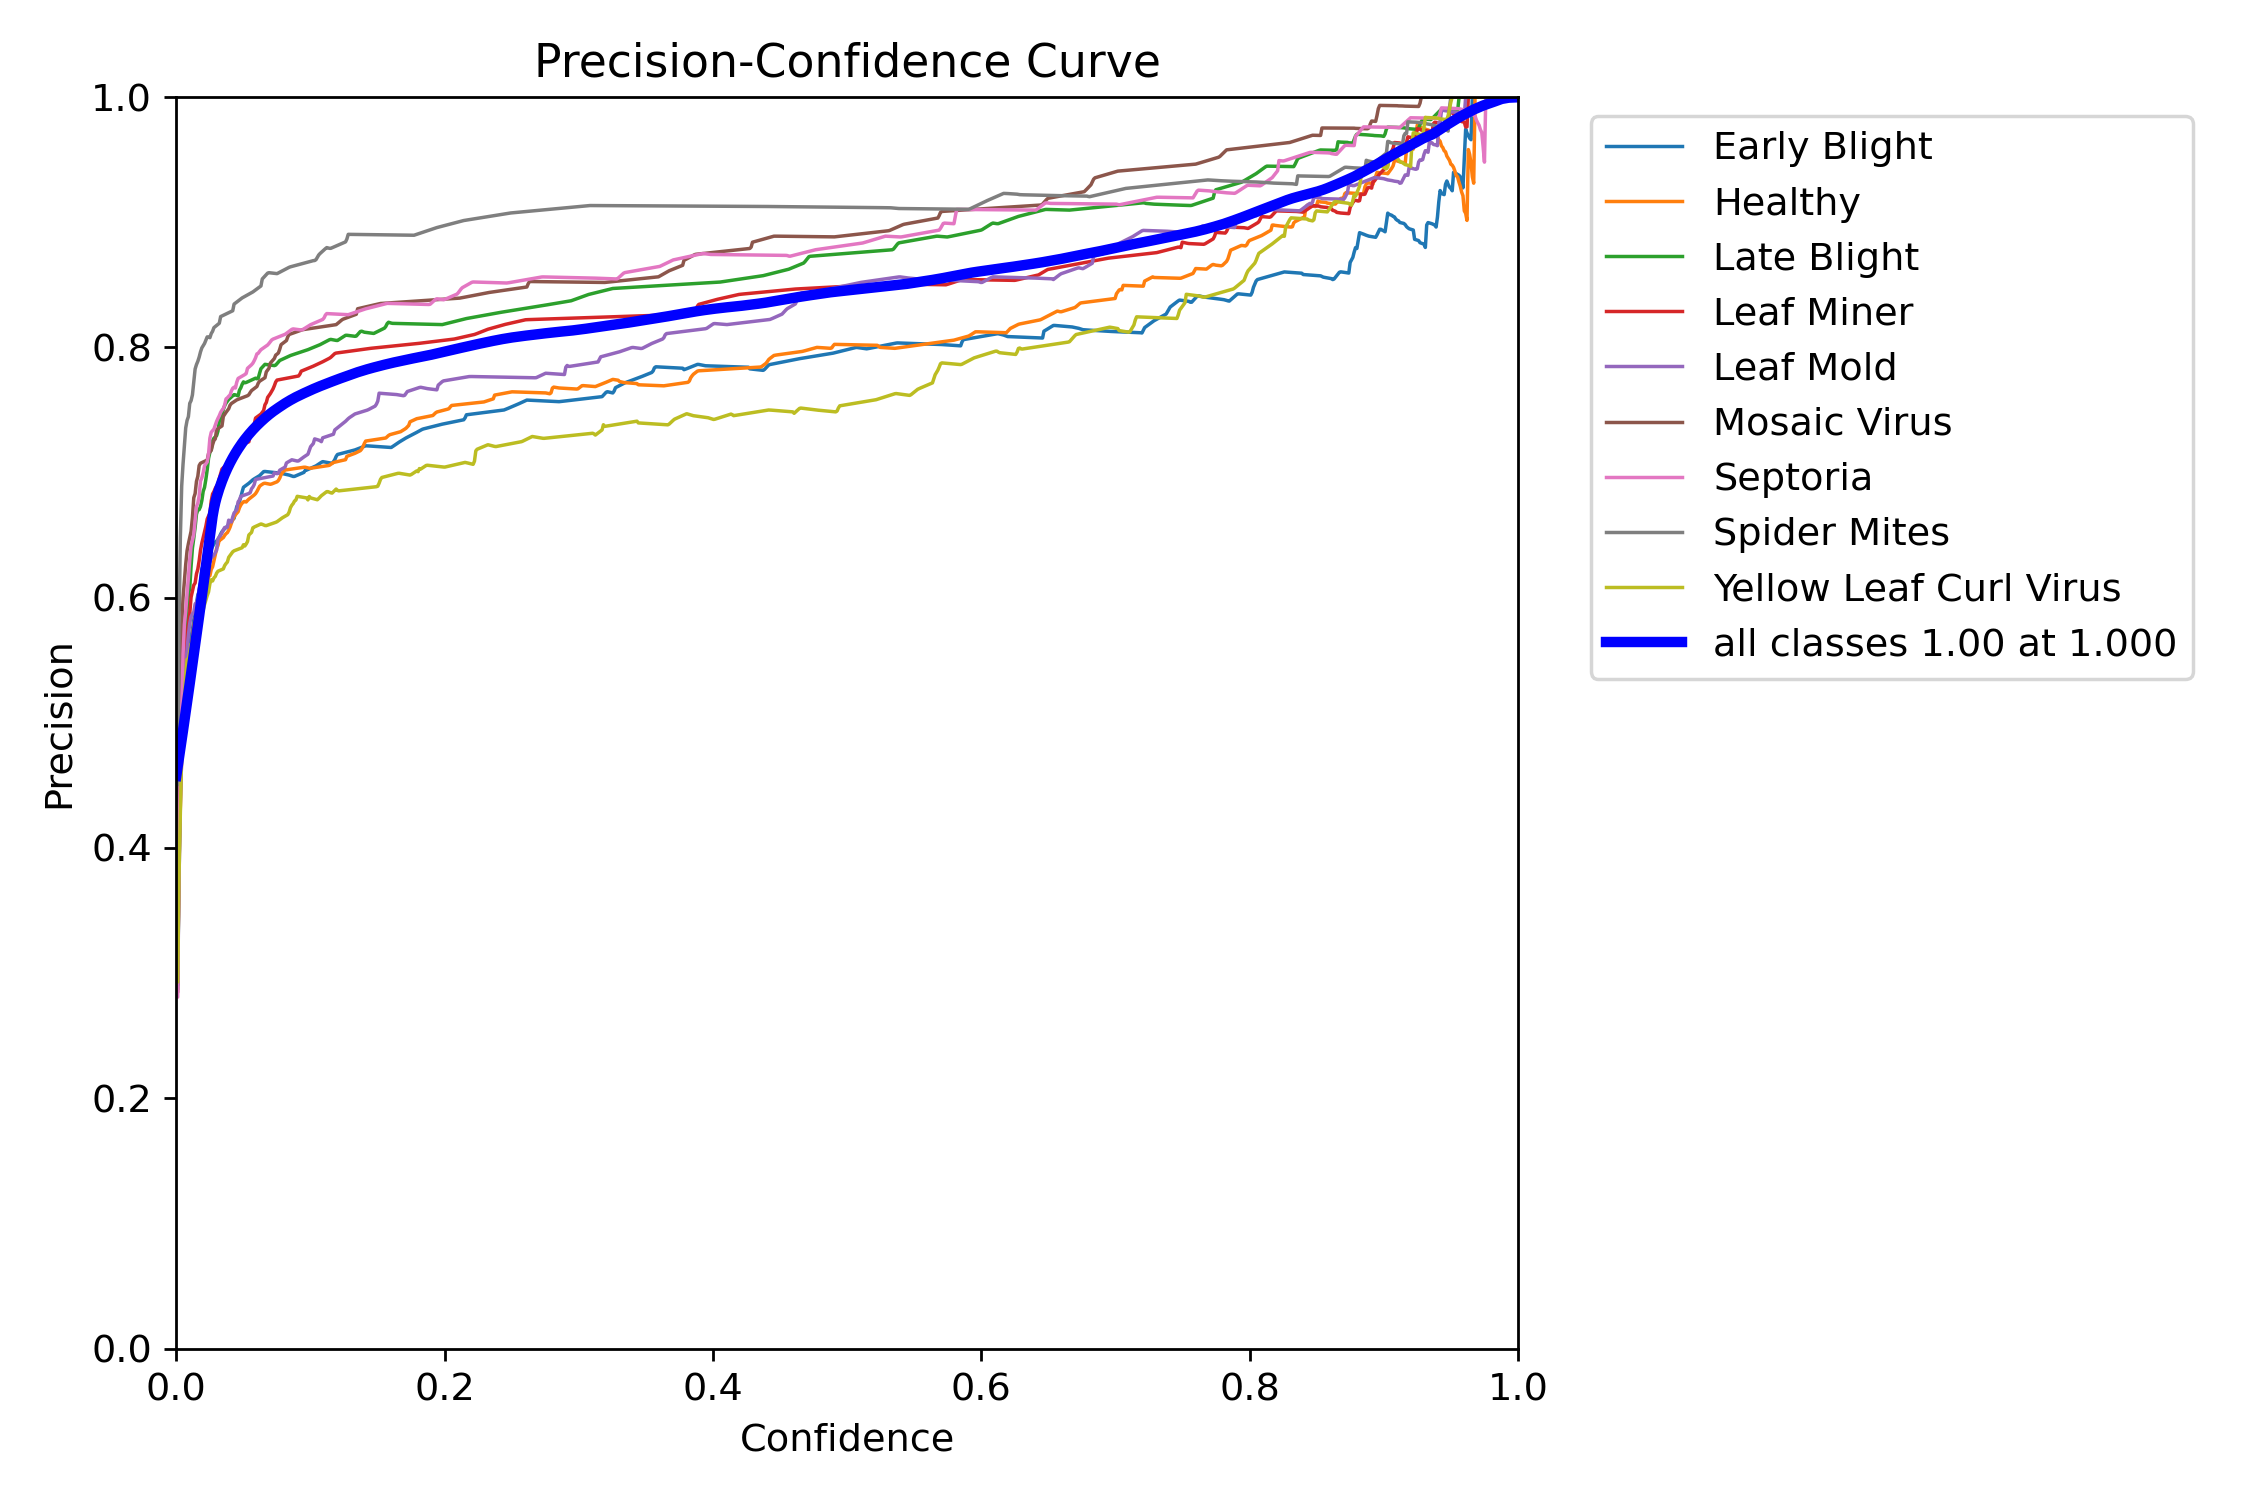 Precision-Confidence Curve
1.0
0.8
0.6
0.4
0.2
0.0
Precision
0.0 0.2 0.4 0.6 0.8 1.0
Confidence
Early Blight
Healthy
Late Blight
Leaf Miner
Leaf Mold
Mosaic Virus
Septoria
Spider Mites
Yellow Leaf Curl Virus
all classes 1.00 at 1.000